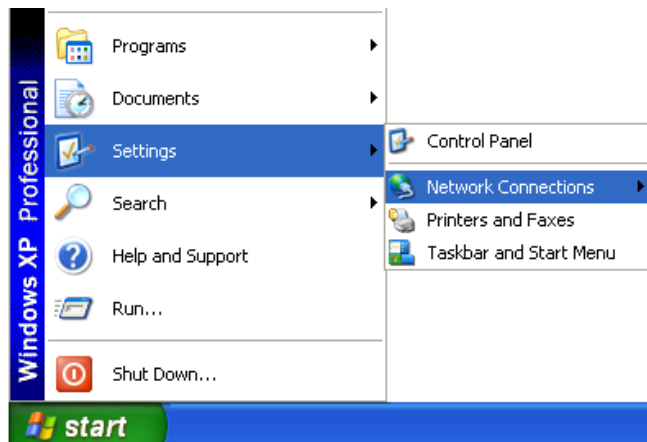 Windows XP Professional
Programs
Documents
Settings
Search
Help and Support
Run...
Shut Down...
Control Panel
Network Connections
Printers and Faxes
Taskbar and Start Menu
start